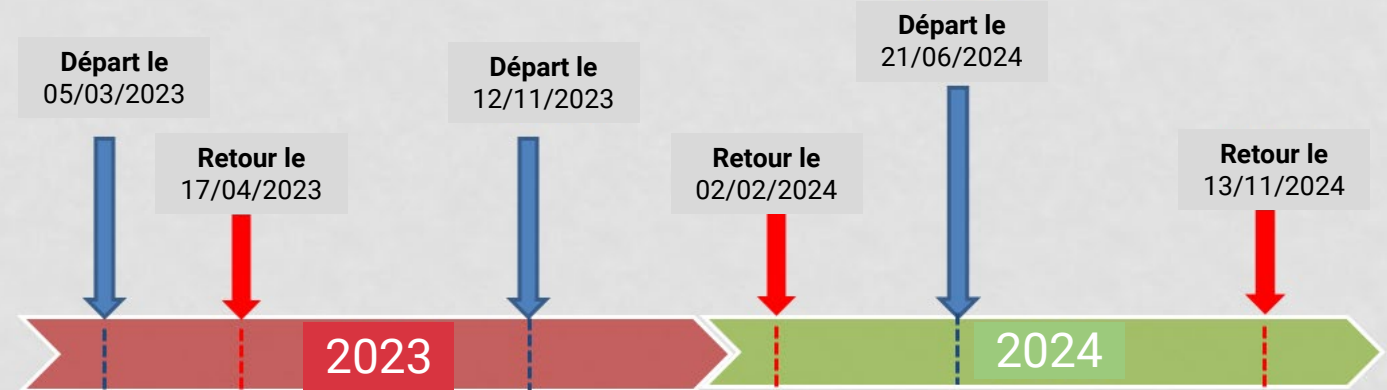 Départ le
05/03/2023
Retour le
17/04/2023
Départ le
12/11/2023
Retour le
02/02/2024
Départ le
21/06/2024
Retour le
13/11/2024
2023
2024